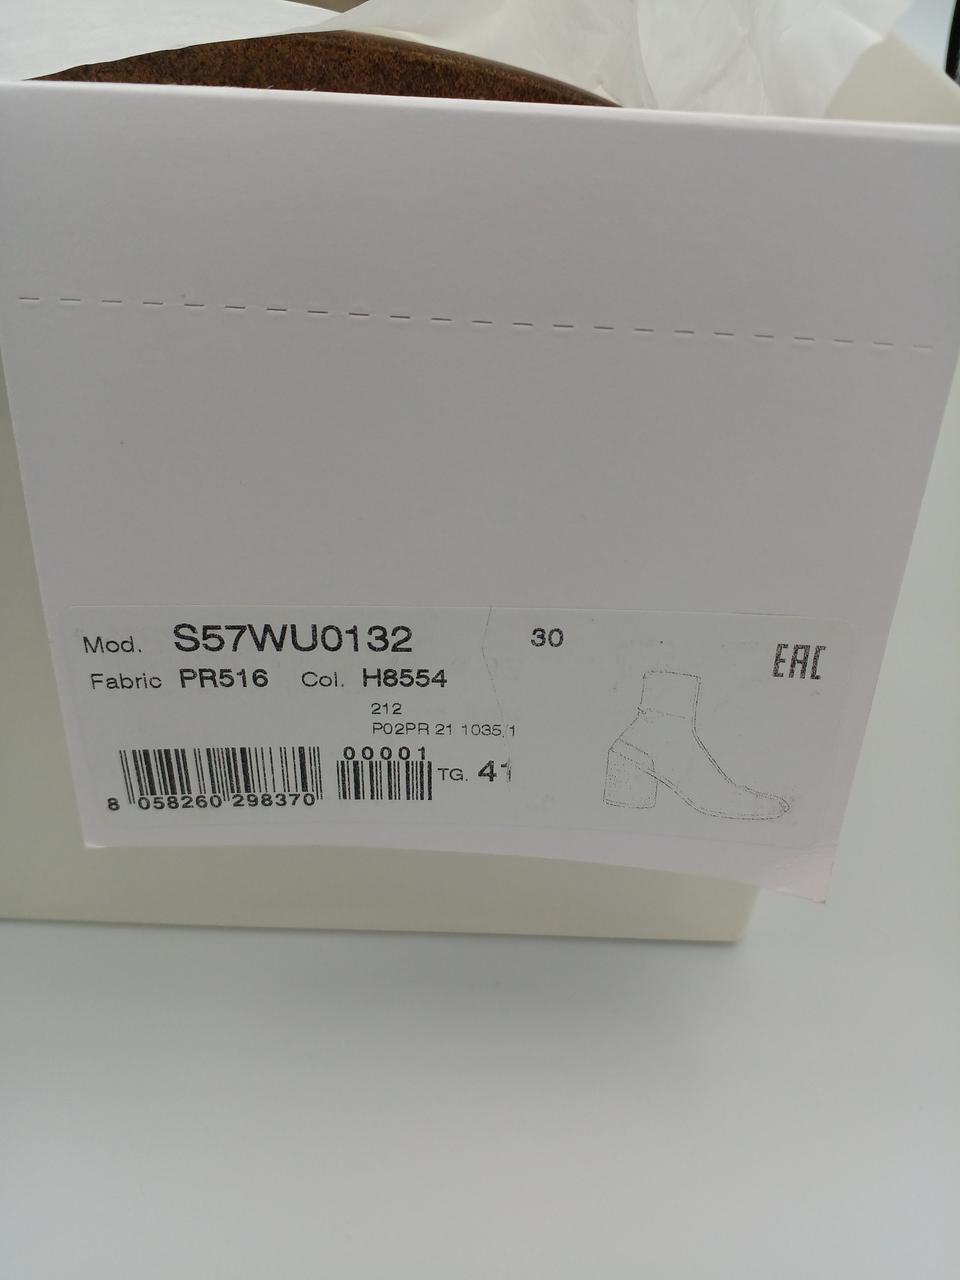 Mod. S57WU0132 30
EAC
Fabric PR516 Col. H8554
212
P02PR 21 1035/1
00001
TG. 41
8 058260 298370